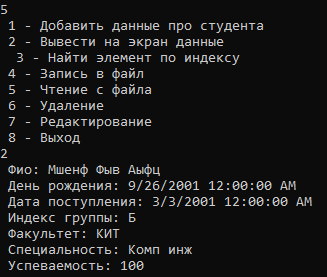 5
1 - Добавить данные про студента
2 - Вывести на экран данные
3 - Найти элемент по индексу
4 - Запись в файл
5 - Чтение с файла
6 - Удаление
7 - Редактирование
8 - Выход
2
Фио: Мшенф Фыв Аыфц
День рождения: 9/26/2001 12:00:00 AM
Дата поступления: 3/3/2001 12:00:00 AM
Индекс группы: Б
Факультет: КИТ
Специальность: Комп инж
Успеваемость: 100